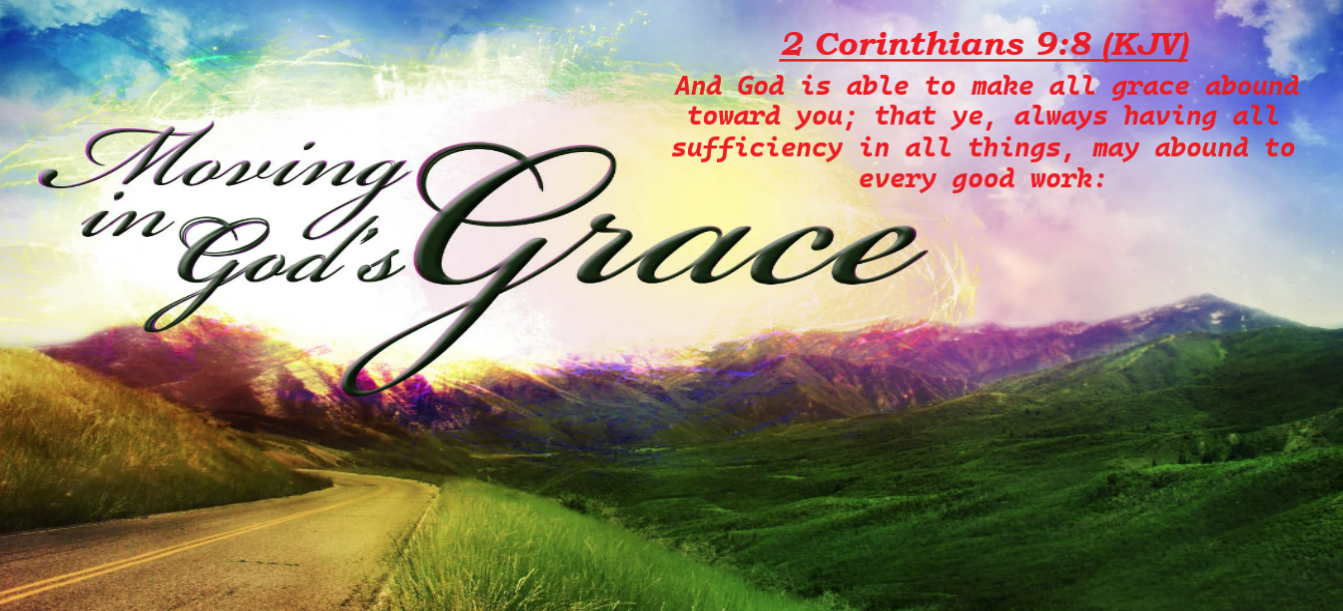 Moving
in God's Grace
2 Corinthians 9:8 (KJV)
And God is able to make all grace abound
toward you; that ye, always having all
sufficiency in all things, may abound to
every good work: